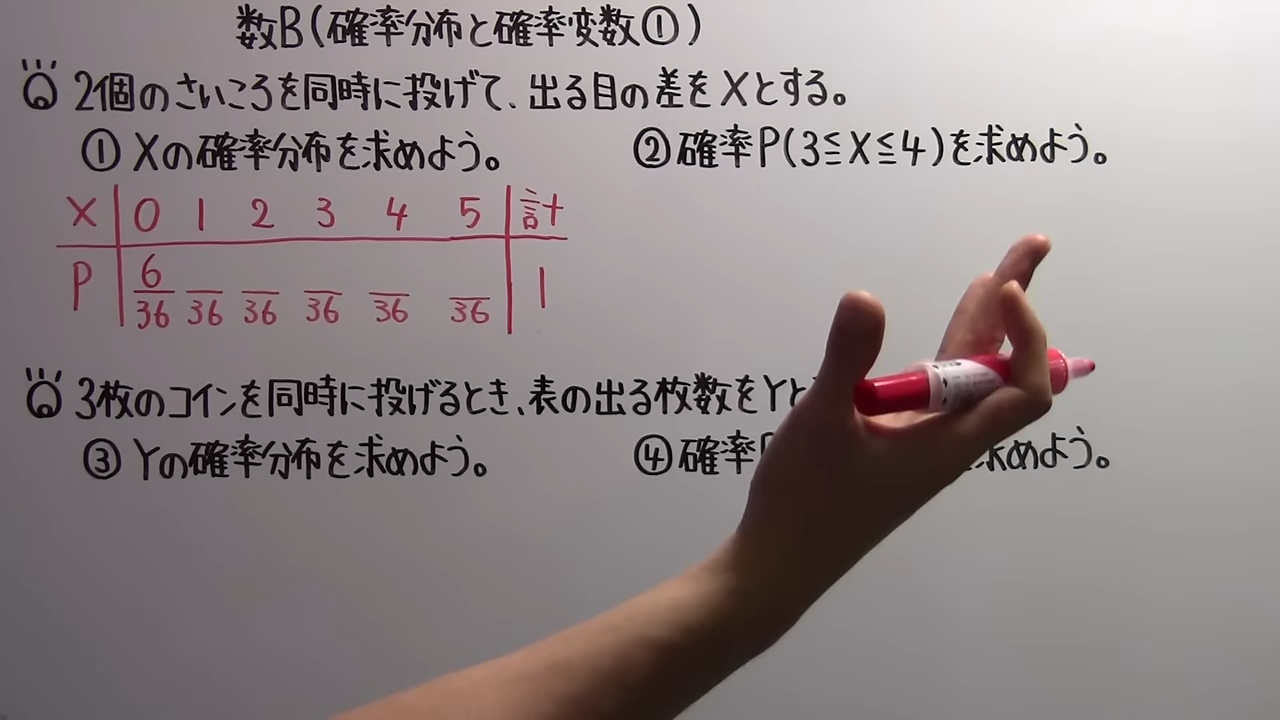 数B(確率分布と確率変数①)
2個のさいころを同時に投げて、出る目の差をXとする。
① Xの確率分布を求めよう。 ② 確率P(3≦X≦4)を求めよう。
X 0 1 2 3 4 5 計
P 6/36 /36 /36 /36 /36 /36 1
3枚のコインを同時に投げるとき、表の出る枚数をYと
③ Yの確率分布を求めよう。 ④ 確率 求めよう。